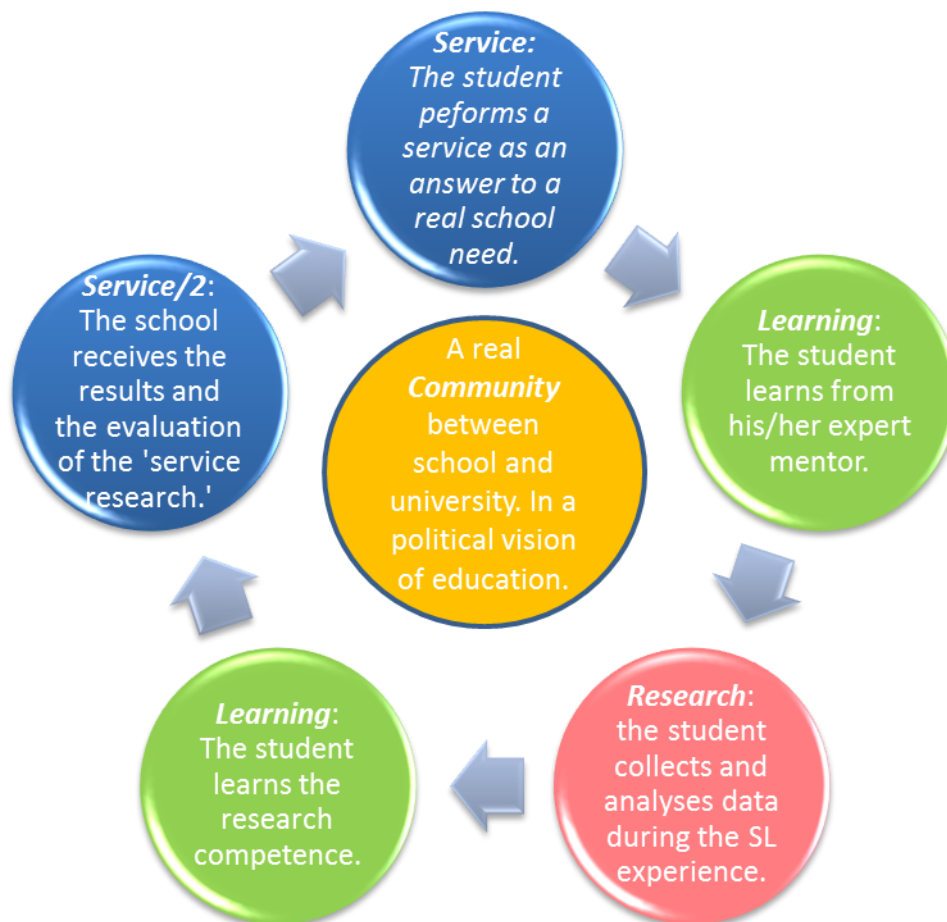 Service:
The student
peforms a
service as an
answer to a
real school
need.
Learning:
The student
learns from
his/her expert
mentor.
Research:
the student
collects and
analyses data
during the SL
experience.
Learning:
The student
learns the
research
competence.
Service/2:
The school
receives the
results and
the evaluation
of the 'service
research.'
A real
Community
between
school and
university. In a
political vision
of education.